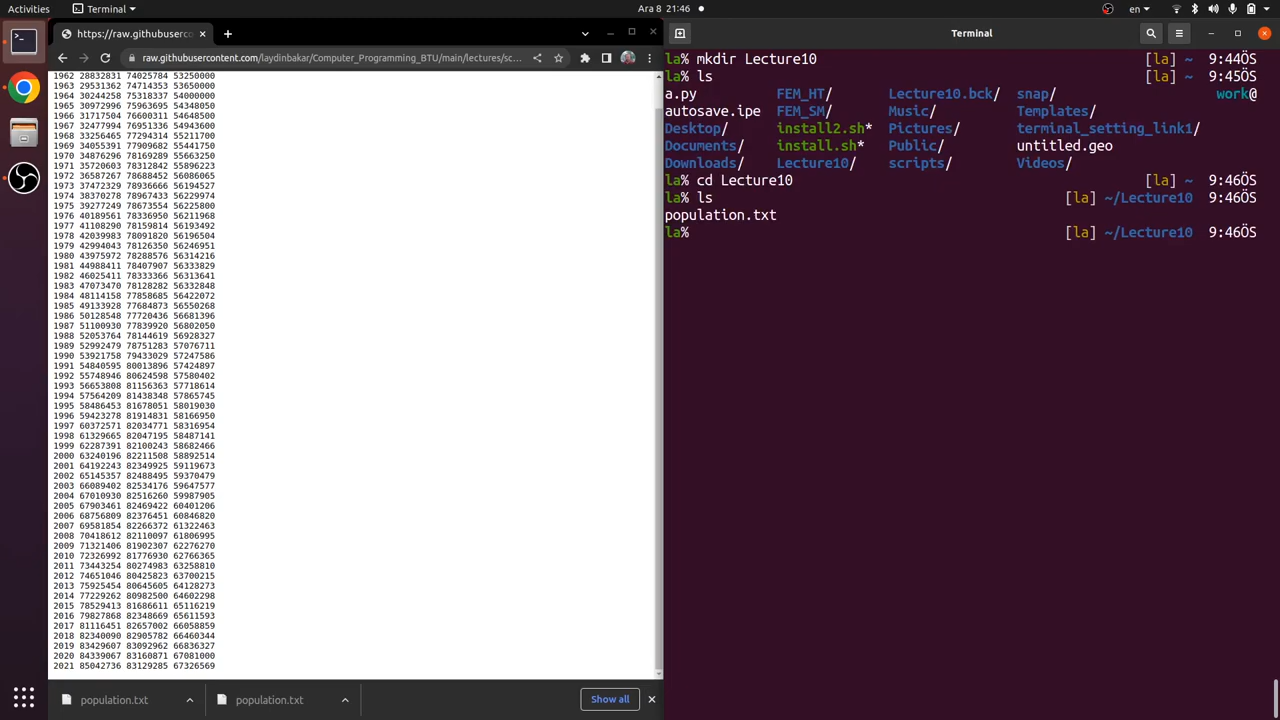 Activities
Terminal
Ara 8 21:46
en
https://raw.githubuserco
raw.githubusercontent.com/laydinbakar/Computer_Programming_BTU/main/lectures/sc...
1962 28832831 74025784 53250000
1963 29531362 74714353 53650000
1964 30244258 75318337 54000000
1965 30972996 75963695 54348050
1966 31717504 76600311 54648500
1967 32477994 76951336 54943600
1968 33256465 77294314 55211700
1969 34055391 77909682 55441750
1970 34876296 78169289 55663250
1971 35720603 78312842 55896223
1972 36587267 78688452 56086065
1973 37472329 78936666 56194527
1974 38370278 78967433 56229974
1975 39277249 78673554 56225800
1976 40189561 78336950 56211968
1977 41108290 78159814 56193492
1978 42039983 78091820 56196504
1979 42994043 78126350 56246951
1980 43975972 78288576 56314216
1981 44988411 78407907 56333829
1982 46025411 78333366 56313641
1983 47073470 78128282 56332848
1984 48114158 77858685 56422072
1985 49133928 77684873 56550268
1986 50128548 77720436 56681396
1987 51100930 77839920 56802050
1988 52053764 78144619 56928327
1989 52992479 78751283 57076711
1990 53921758 79433029 57247586
1991 54840595 80013896 57424897
1992 55748946 80624598 57580402
1993 56653808 81156363 57718614
1994 57564209 81438348 57865745
1995 58486453 81678051 58019030
1996 59423278 81914831 58166950
1997 60372571 82034771 58316954
1998 61329665 82047195 58487141
1999 62287391 82100243 58682466
2000 63240196 82211508 58892514
2001 64192243 82349925 59119673
2002 65145357 82488495 59370479
2003 66089402 82534176 59647577
2004 67010930 82516260 59987905
2005 67903461 82469422 60401206
2006 68756809 82376451 60846820
2007 69581854 82266372 61322463
2008 70418612 82110097 61806995
2009 71321406 81902307 62276270
2010 72326992 81776930 62766365
2011 73443254 80274983 63258810
2012 74651046 80425823 63700215
2013 75925454 80645605 64128273
2014 77229262 80982500 64602298
2015 78529413 81686611 65116219
2016 79827868 82348669 65611593
2017 81116451 82657002 66058859
2018 82340090 82905782 66460344
2019 83429607 83092962 66836327
2020 84339067 83160871 67081000
2021 85042736 83129285 67326569
population.txt
population.txt
Show all
Terminal
la% mkdir Lecture10 [la] ~ 9:44ÖS
la% ls [la] ~ 9:45ÖS
a.py FEM_HT/ Lecture10.bck/ snap/ work@
autosave.ipe FEM_SM/ Music/ Templates/
Desktop/ install2.sh* Pictures/ terminal_setting_link1/
Documents/ install.sh* Public/ untitled.geo
Downloads/ Lecture10/ scripts/ Videos/
la% cd Lecture10 [la] ~ 9:46ÖS
la% ls [la] ~/Lecture10 9:46ÖS
population.txt
la% [la] ~/Lecture10 9:46ÖS